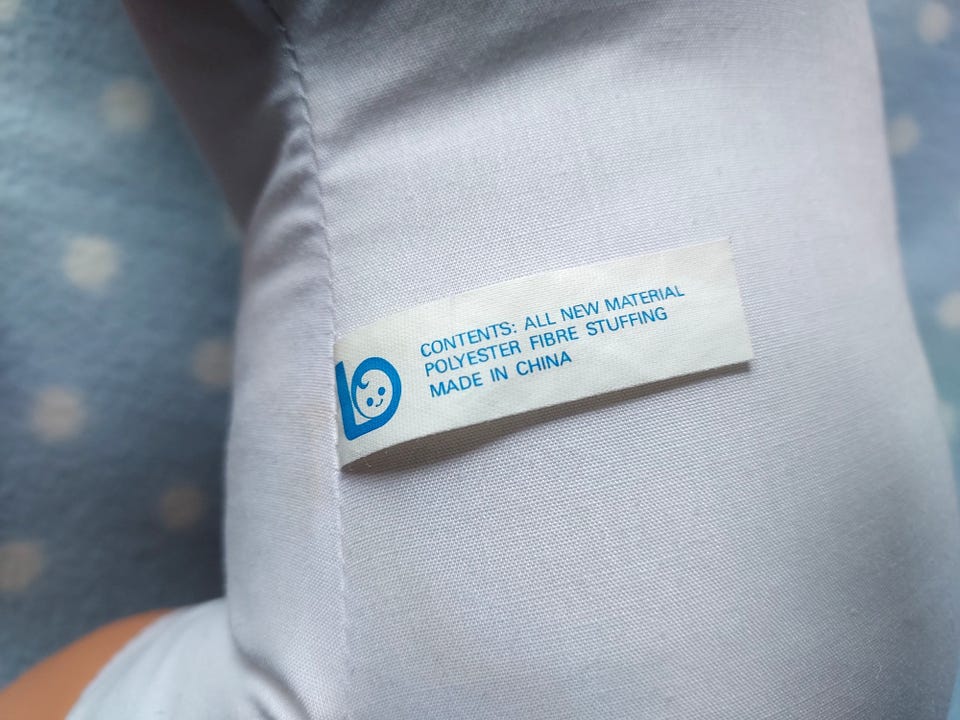 b
CONTENTS: ALL NEW MATERIAL
POLYESTER FIBRE STUFFING
MADE IN CHINA